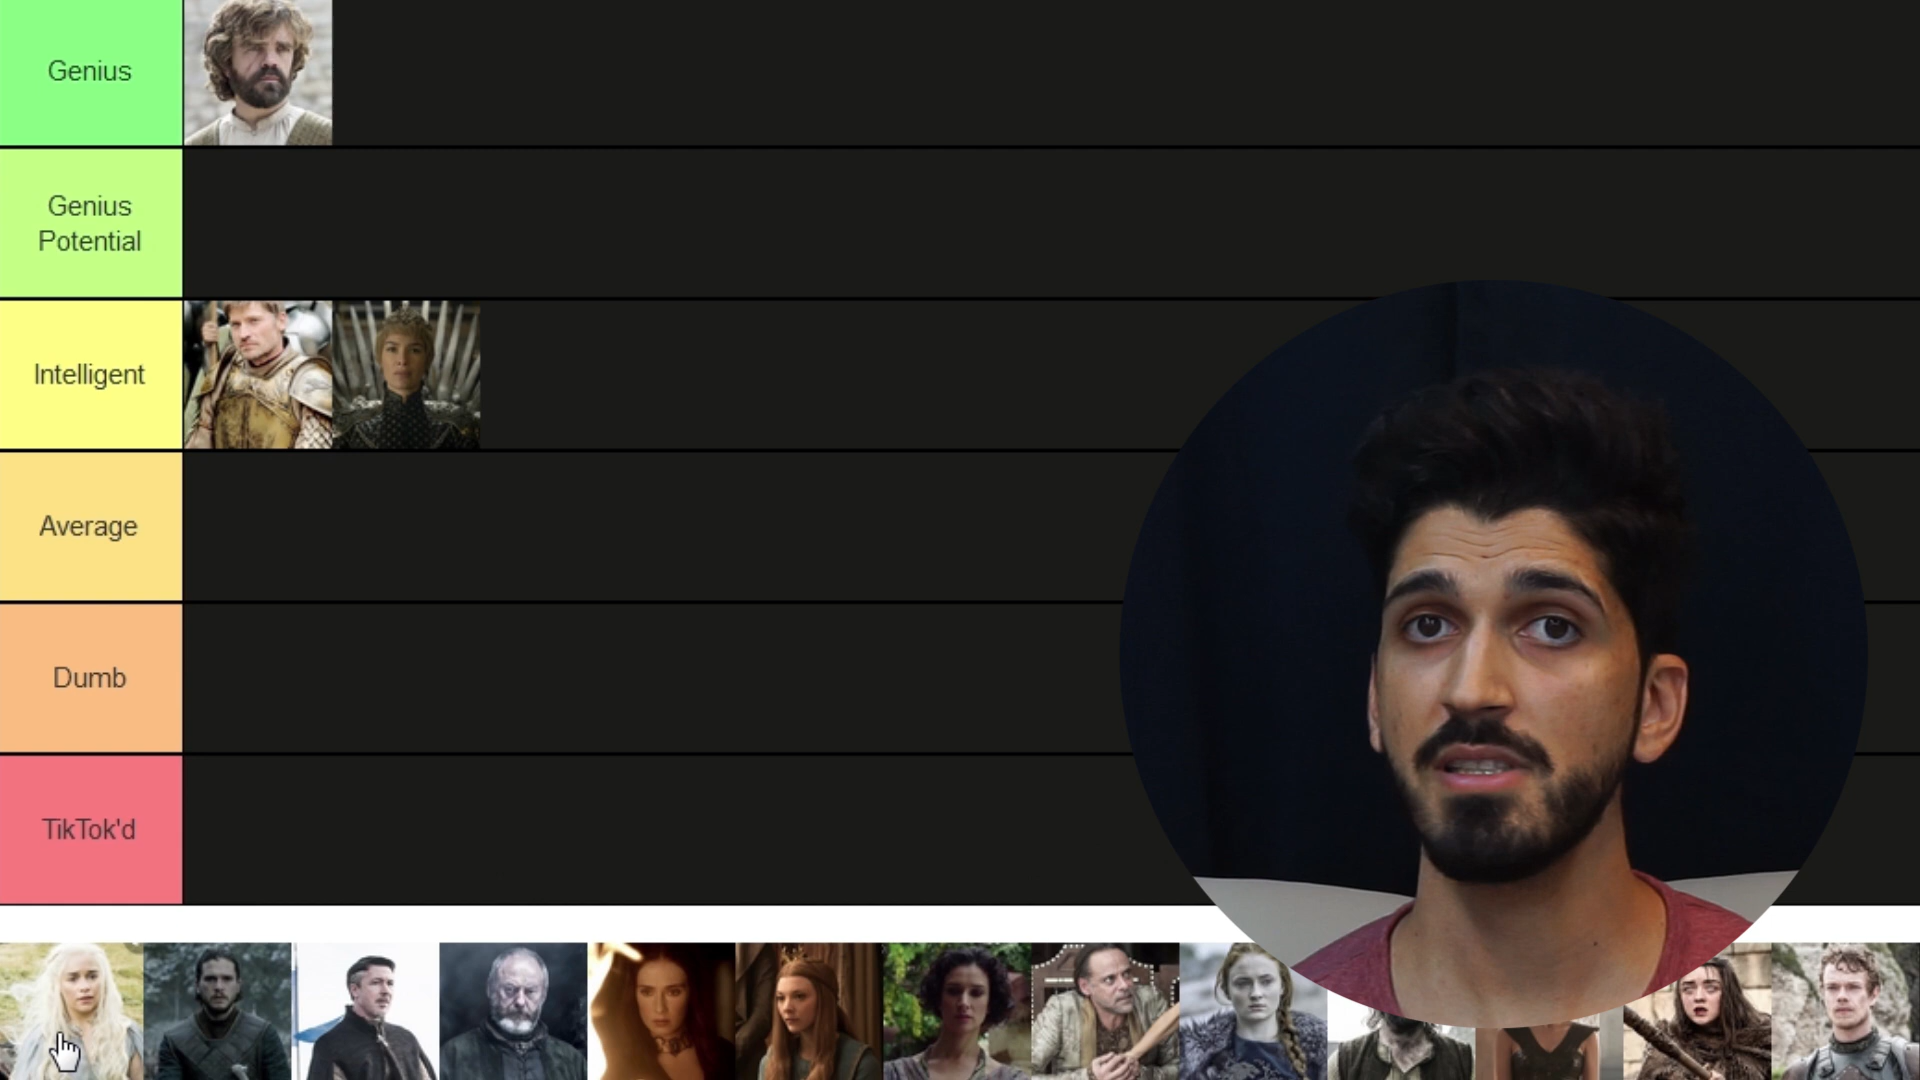 Genius
Genius
Potential
Intelligent
Average
Dumb
TikTok'd